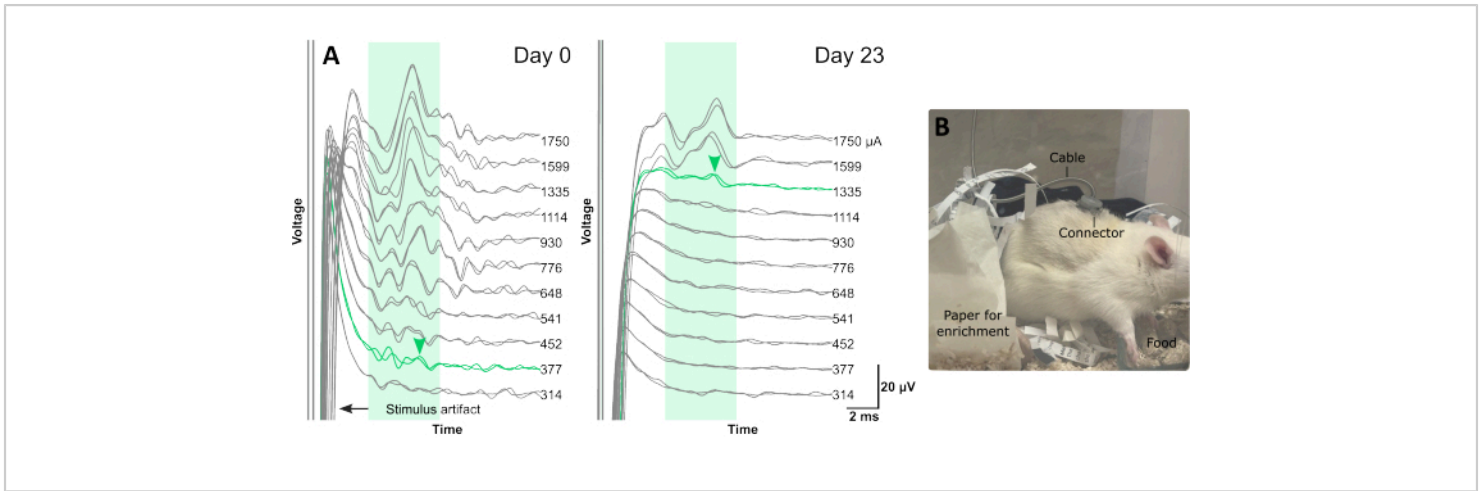 A
Day 0
Voltage
1750
1599
1335
1114
930
776
648
541
452
377
314
Stimulus artifact
Time
Day 23
Voltage
1750 µA
1599
1335
1114
930
776
648
541
452
377
314
20 µV
2 ms
Time
B
Cable
Connector
Paper for
enrichment
Food